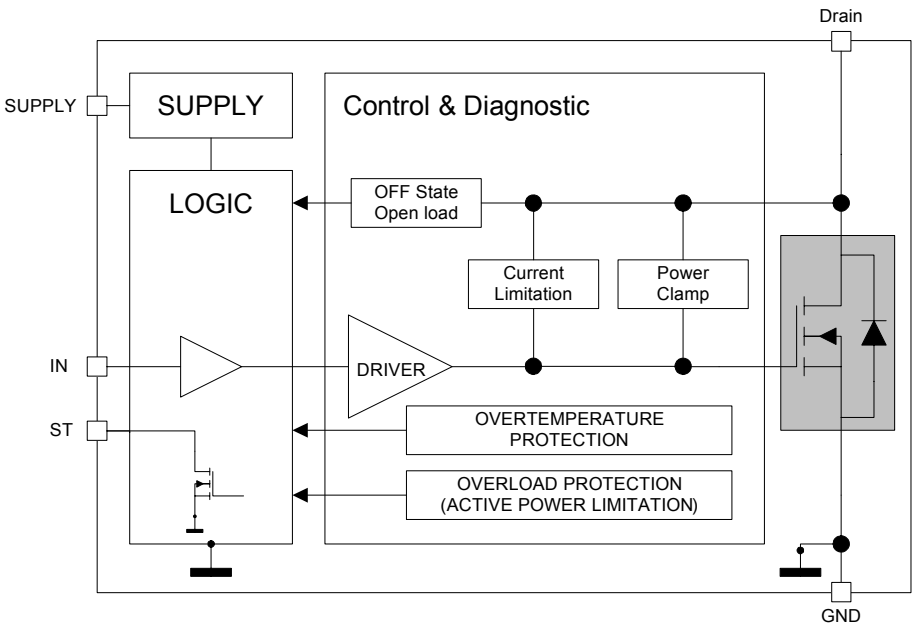 Drain
SUPPLY
SUPPLY
Control & Diagnostic
LOGIC
OFF State
Open load
Current
Limitation
Power
Clamp
IN
DRIVER
ST
OVERTEMPERATURE
PROTECTION
OVERLOAD PROTECTION
(ACTIVE POWER LIMITATION)
GND